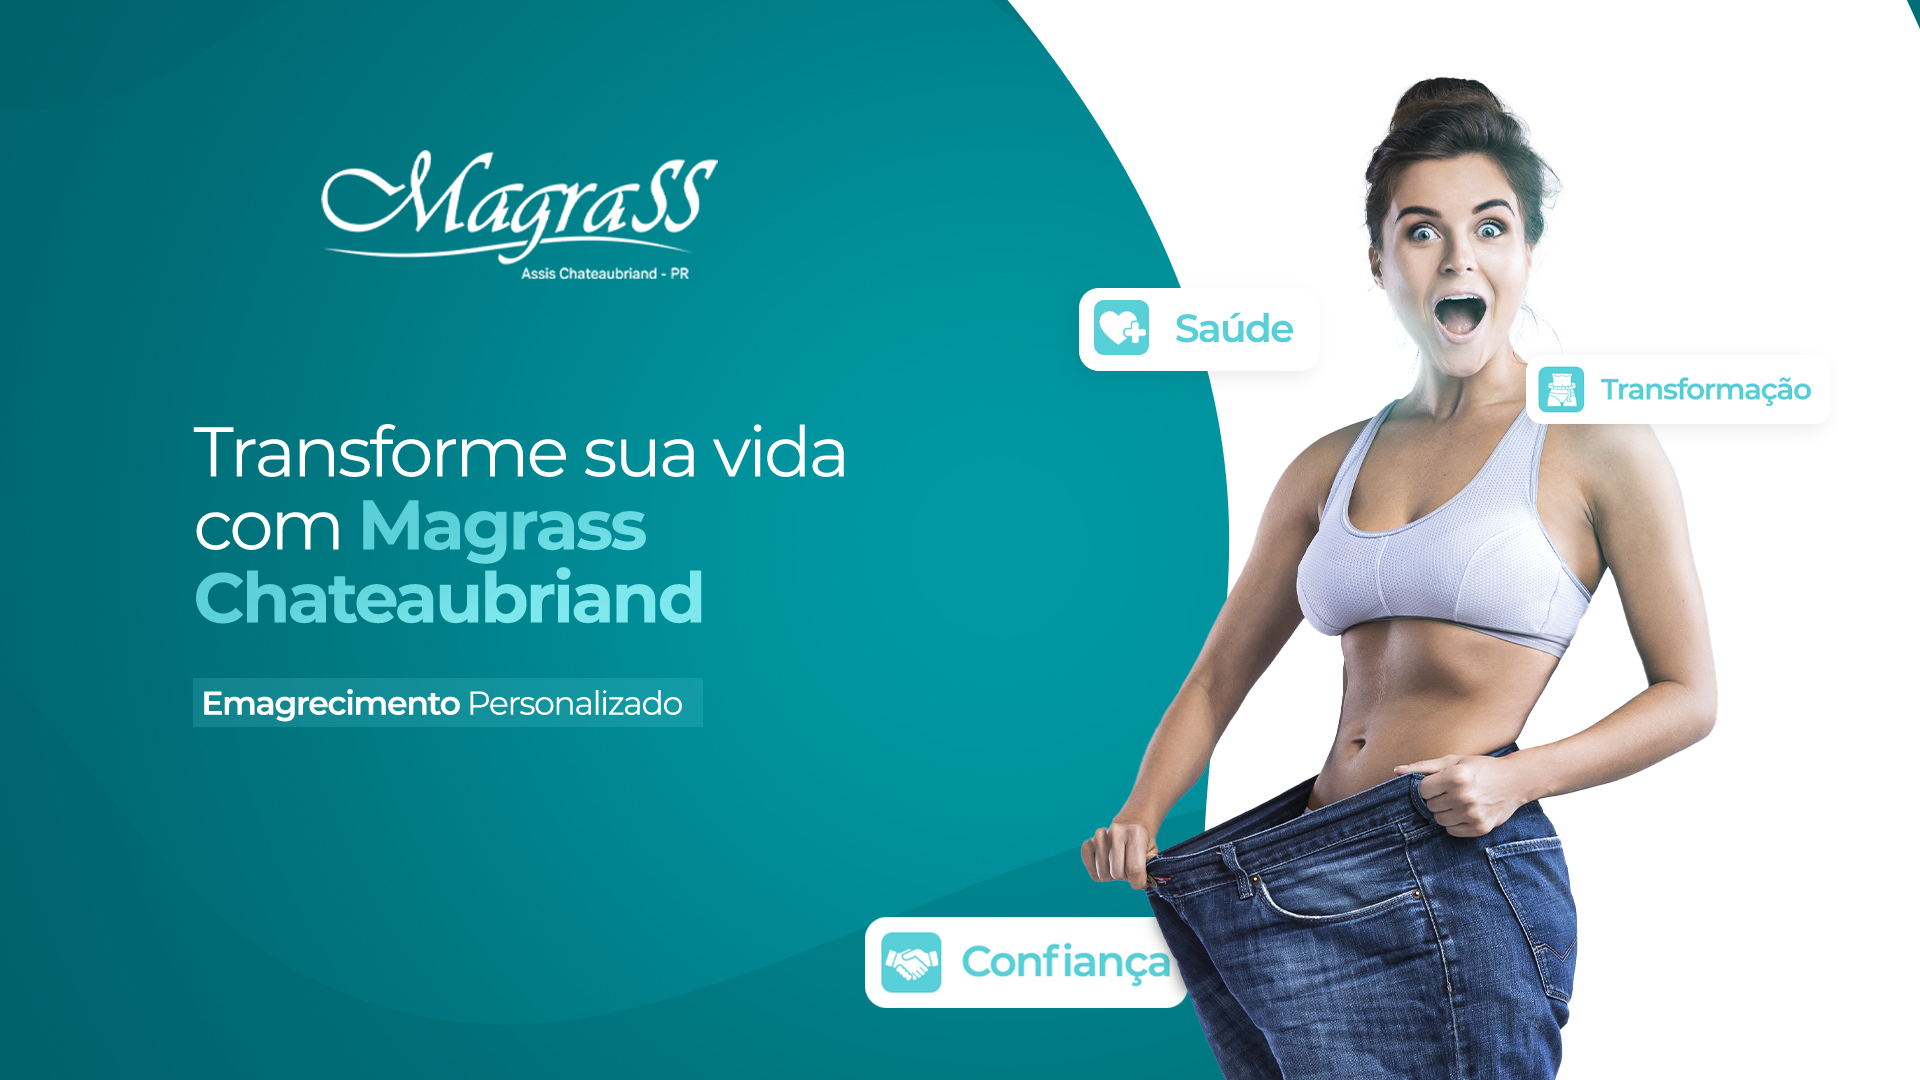 Magrass
Assis Chateaubriand - PR
Saúde
Transformação
Transforme sua vida
com Magrass
Chateaubriand
Emagrecimento Personalizado
Confiança